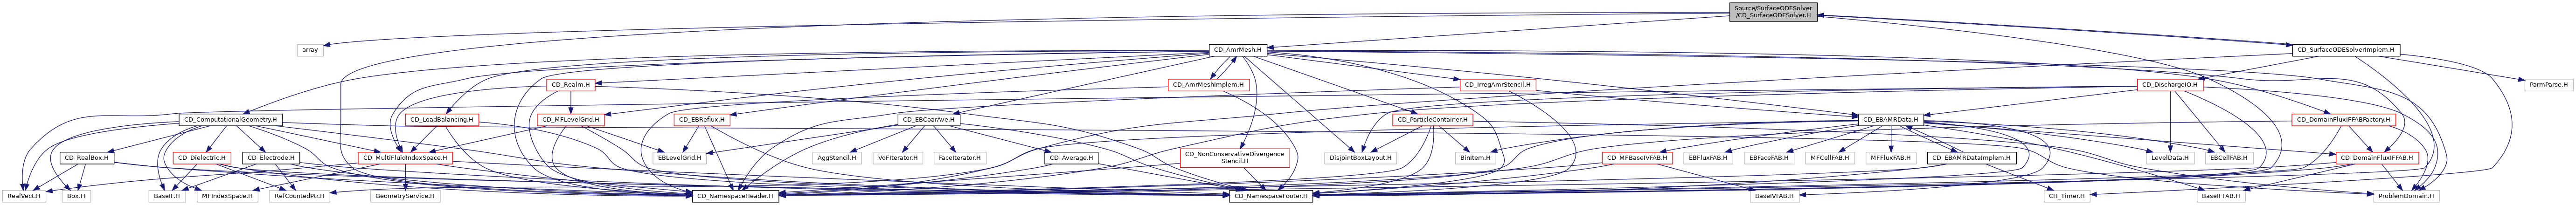 Source/SurfaceODESolver
/CD_SurfaceODESolver.H
array
CD_AmrMesh.H
CD_SurfaceODESolverImplem.H
CD_Realm.H
CD_AmrMeshImplem.H
CD_IrregAmrStencil.H
CD_DischargeIO.H
ParmParse.H
CD_ComputationalGeometry.H
CD_LoadBalancing.H
CD_MFLevelGrid.H
CD_EBReflux.H
CD_EBCoarAve.H
CD_ParticleContainer.H
CD_EBAMRData.H
CD_DomainFluxIFFABFactory.H
CD_RealBox.H
CD_Dielectric.H
CD_Electrode.H
CD_MultiFluidIndexSpace.H
EBLevelGrid.H
AggStencil.H
VoFIterator.H
FaceIterator.H
CD_Average.H
CD_NonConservativeDivergence
Stencil.H
DisjointBoxLayout.H
BinItem.H
CD_MFBaseIVFAB.H
EBFluxFAB.H
EBFaceFAB.H
MFCellFAB.H
MFFluxFAB.H
CD_EBAMRDataImplem.H
LevelData.H
EBCellFAB.H
CD_DomainFluxIFFAB.H
RealVect.H
Box.H
BaseIF.H
MFIndexSpace.H
RefCountedPtr.H
GeometryService.H
CD_NamespaceHeader.H
CD_NamespaceFooter.H
BaseIVFAB.H
CH_Timer.H
BaseIFFAB.H
ProblemDomain.H